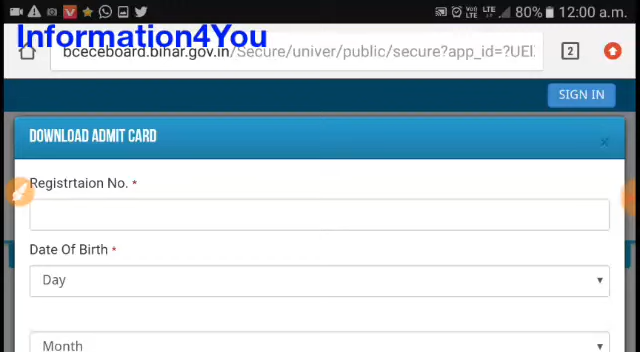 80% 12:00 a.m.
Information4You
bceceboard.bihar.gov.in/Secure/univer/public/secure?app_id=?UEI
2
SIGN IN
DOWNLOAD ADMIT CARD
Registrtaion No. *
Date Of Birth *
Day
Month